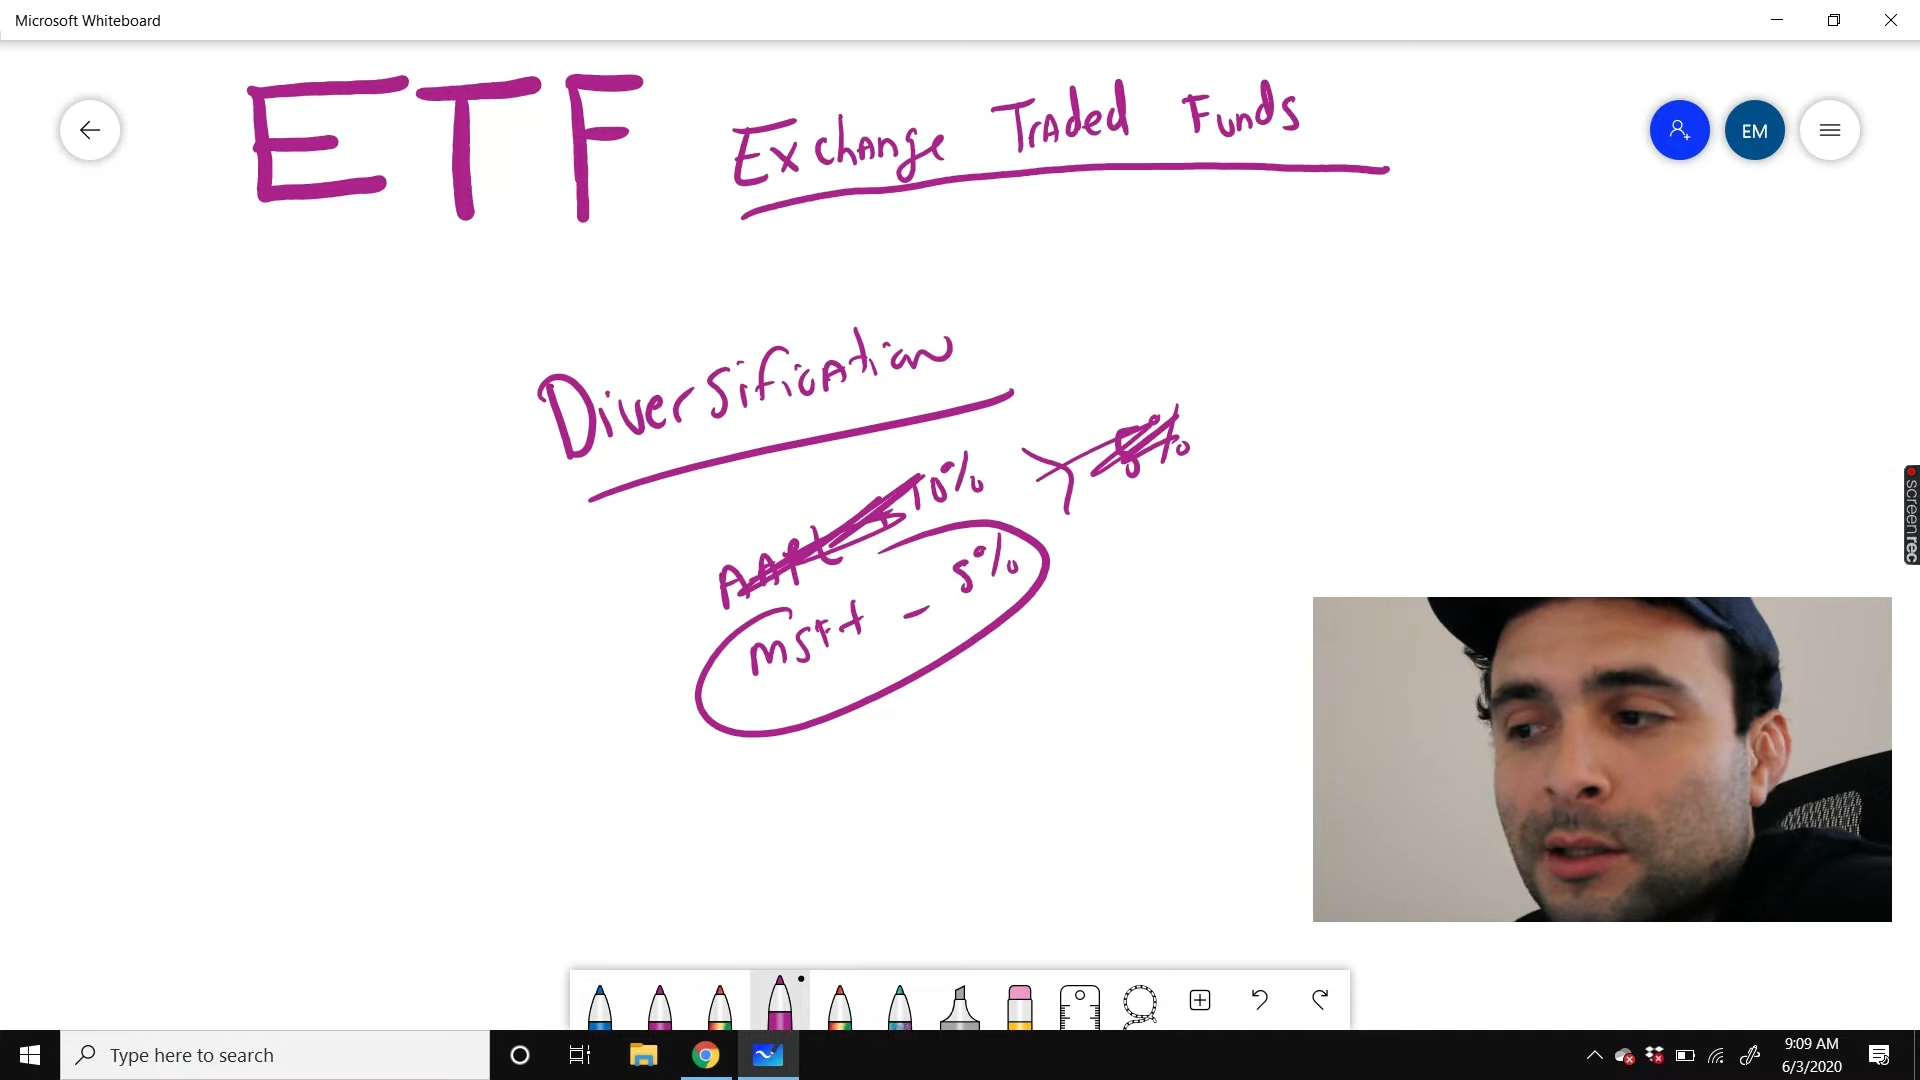 Microsoft Whiteboard
ETF Exchange Traded Funds
EM
Diversification
AAPL 10%
msft - 5%
screenrec
Type here to search
9:09 AM
6/3/2020